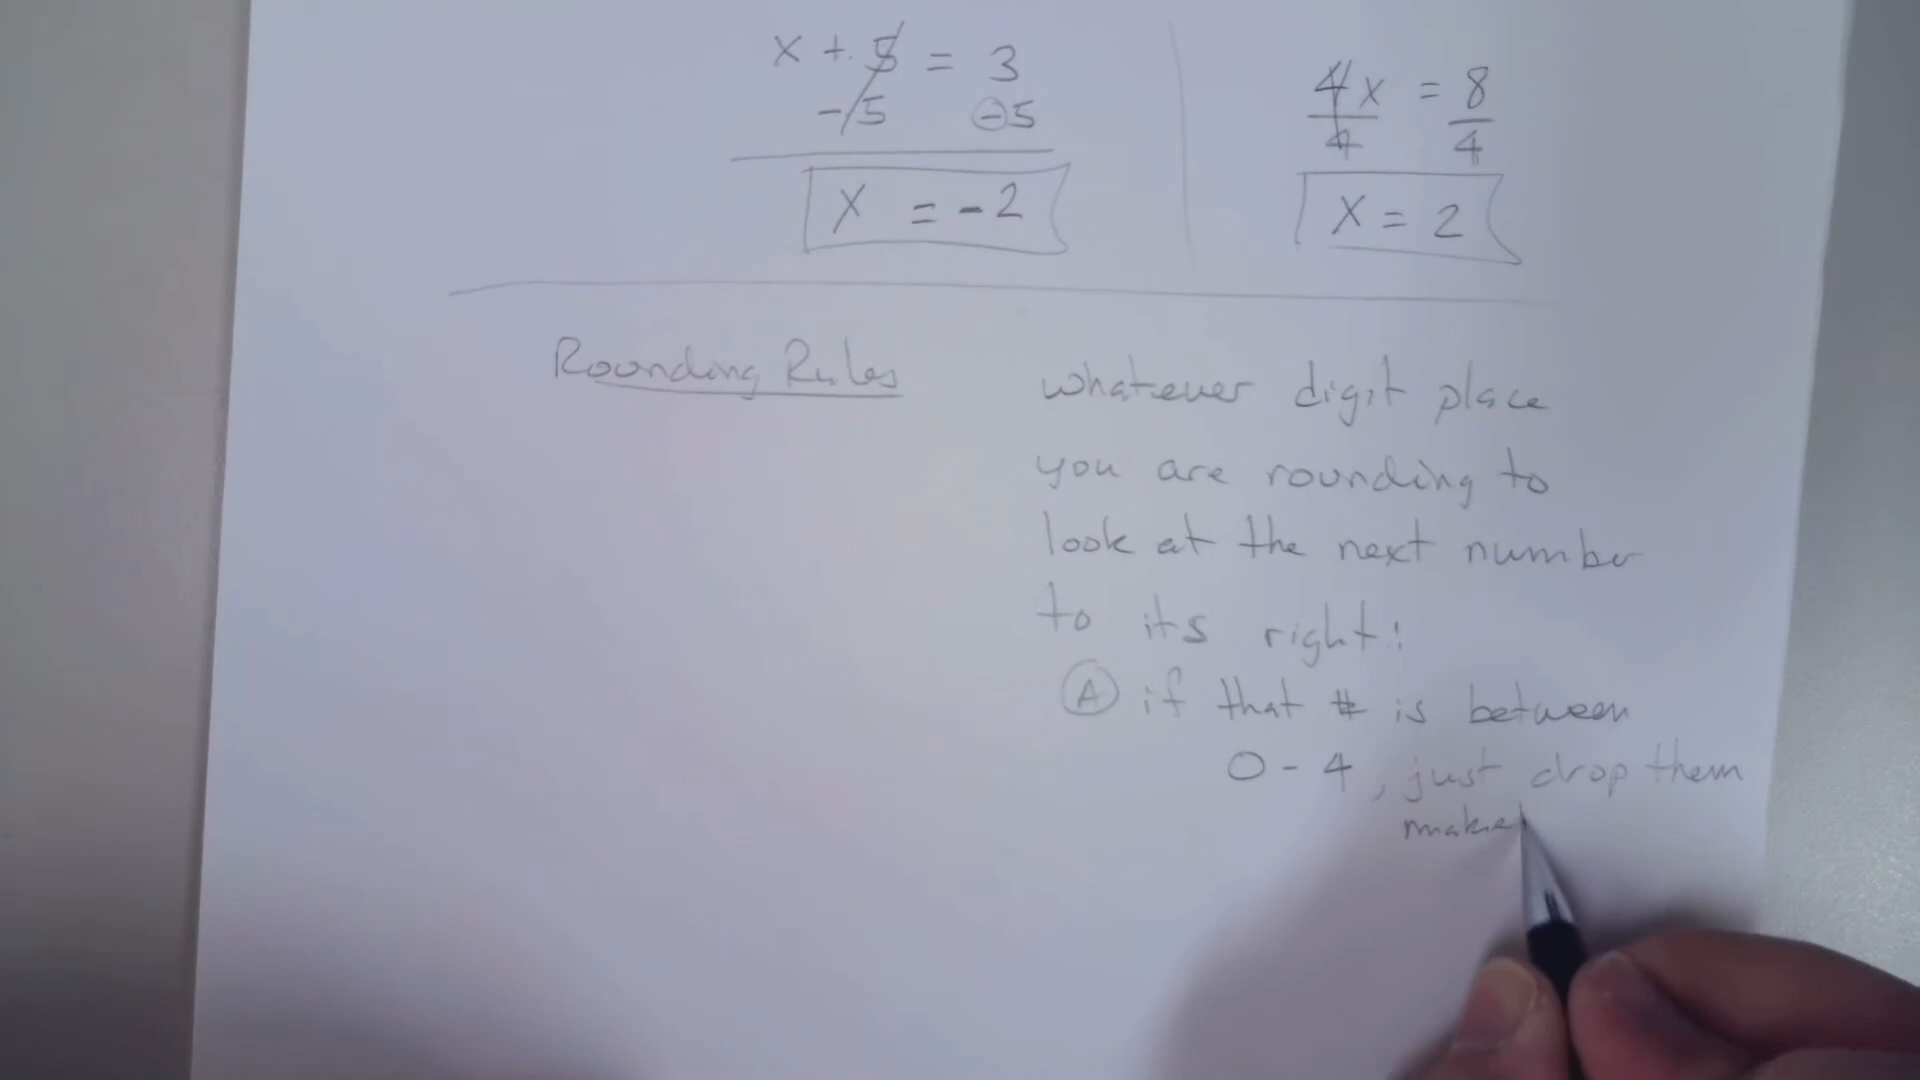 x + 5 = 3
-5 -5
x = -2
4x = 8
4 4
x = 2
Rounding Rules
whatever digit place
you are rounding to
look at the next number
to its right:
A if that # is between
0-4, just drop them
make